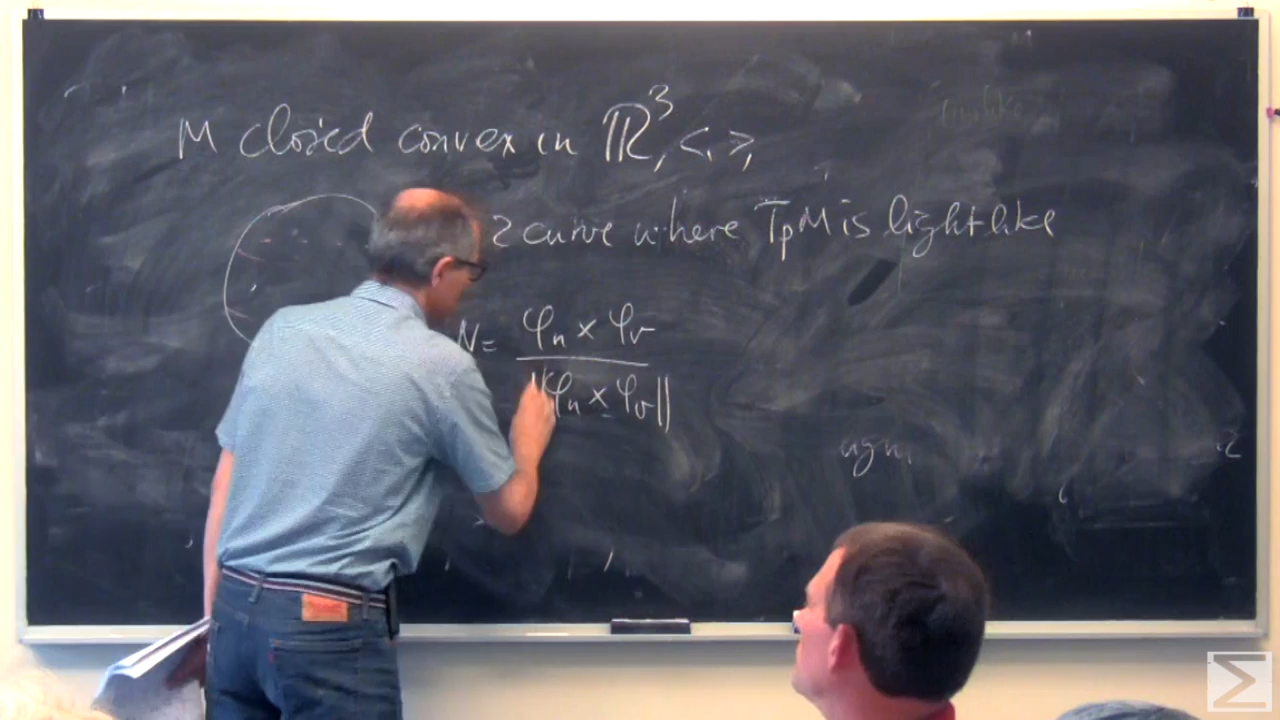 M closed convex in ℝ³, <,>,
2 curve where TₚM is lightlike
N = φᵤ × φᵥ / ||φᵤ × φᵥ||
Σ